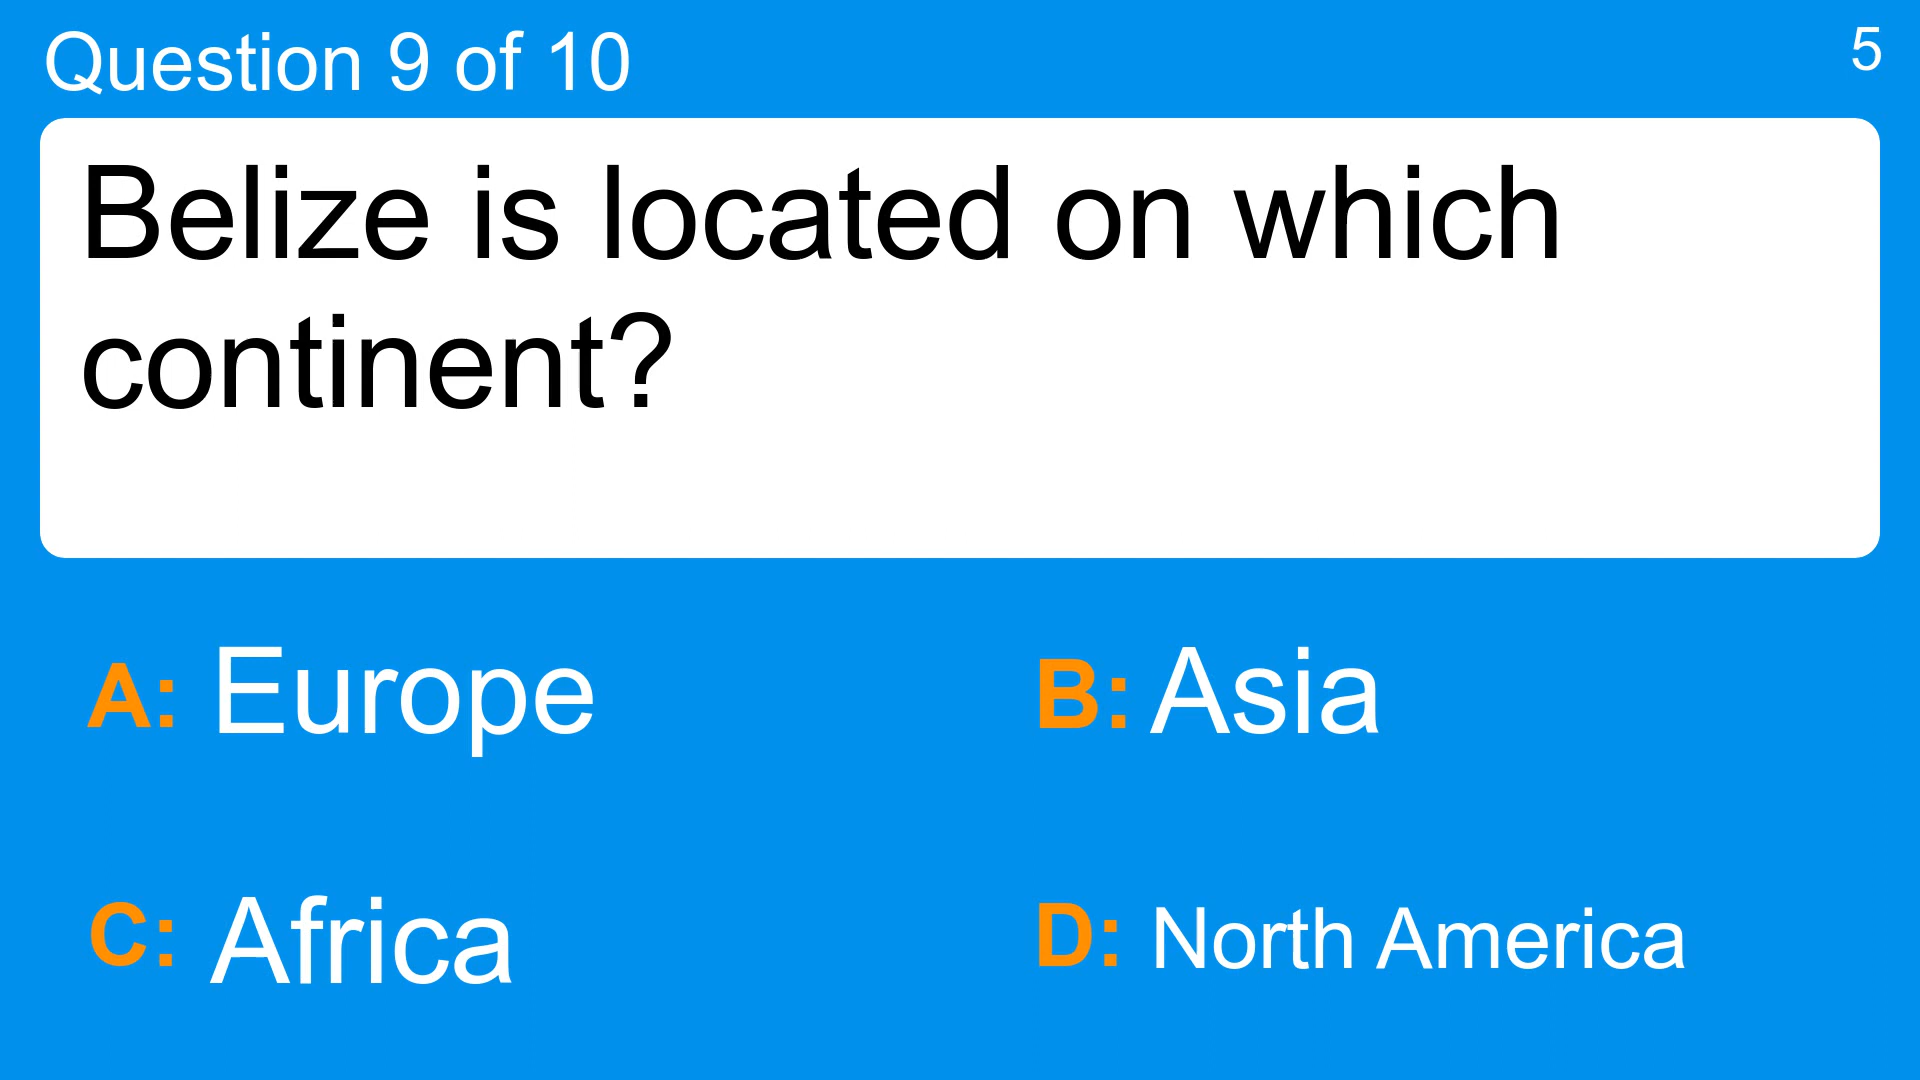 Question 9 of 10
5
Belize is located on which
continent?
A: Europe
B: Asia
C: Africa
D: North America